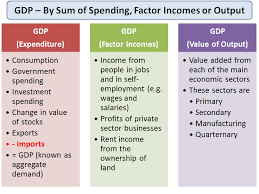 GDP – By Sum of Spending, Factor Incomes or Output
GDP
(Expenditure)
• Consumption
• Government
spending
• Investment
spending
• Change in value
of stocks
• Exports
• - Imports
• = GDP (known as
aggregate
demand)
GDP
(Factor Incomes)
• Income from
people in jobs
and in self-
employment (e.g.
wages and
salaries)
• Profits of private
sector businesses
• Rent income
from the
ownership of
land
GDP
(Value of Output)
• Value added from
each of the main
economic sectors
• These sectors are
• Primary
• Secondary
• Manufacturing
• Quaternary